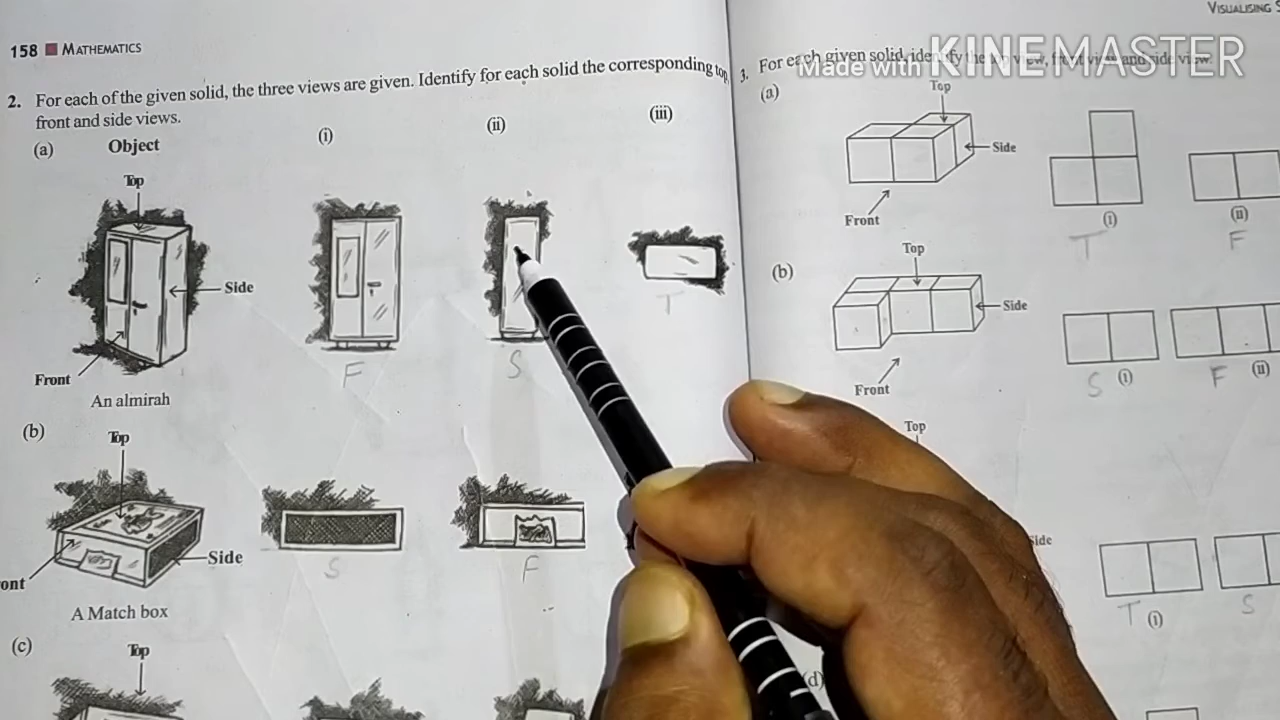 158 ■ MATHEMATICS
2. For each of the given solid, the three views are given. Identify for each solid the corresponding top,
front and side views.
(a) Object (i) (ii) (iii)
Top
Side
Front
An almirah
F S T
(b)
Top
Side
ont
A Match box
S F
(c)
Top
VISUALISING S
Made with KINEMASTER
3. For each given solid, identify the top view, front view and side view.
(a)
Top
Side
Front
(i) (ii)
T F
(b)
Top
Side
Front
S (i) F (ii)
Top
Side
T (i) S
(d)